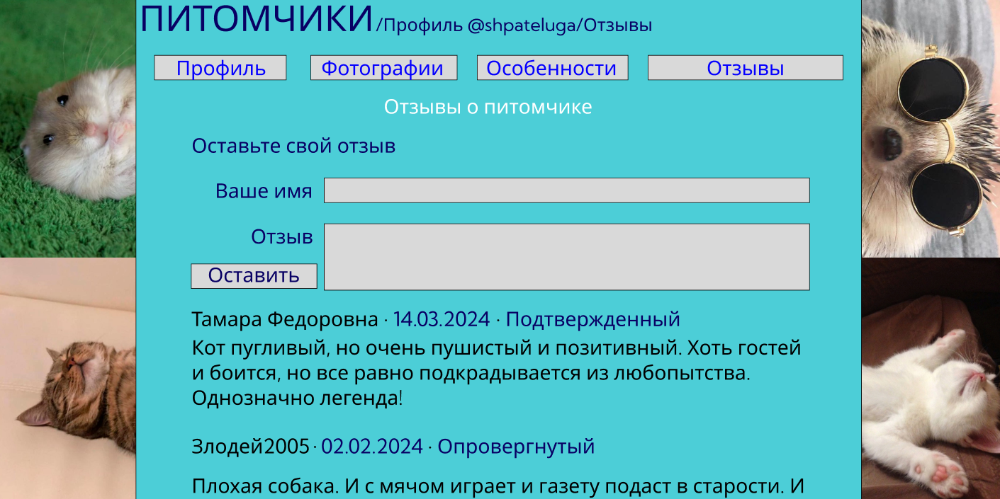 ПИТОМЧИКИ/Профиль @shpateluga/Отзывы
Профиль Фотографии Особенности Отзывы
Отзывы о питомчике
Оставьте свой отзыв
Ваше имя
Отзыв
Оставить
Тамара Федоровна · 14.03.2024 · Подтвержденный
Кот пугливый, но очень пушистый и позитивный. Хоть гостей
и боится, но все равно подкрадывается из любопытства.
Однозначно легенда!
Злодей2005 · 02.02.2024 · Опровергнутый
Плохая собака. И с мячом играет и газету подаст в старости. И